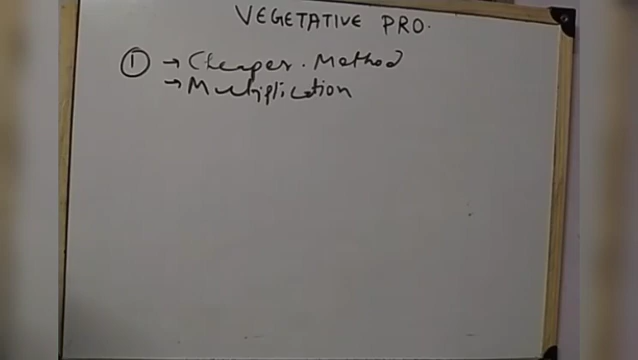 VEGETATIVE PRO.
① → Cheaper. Method
→ Multiplication